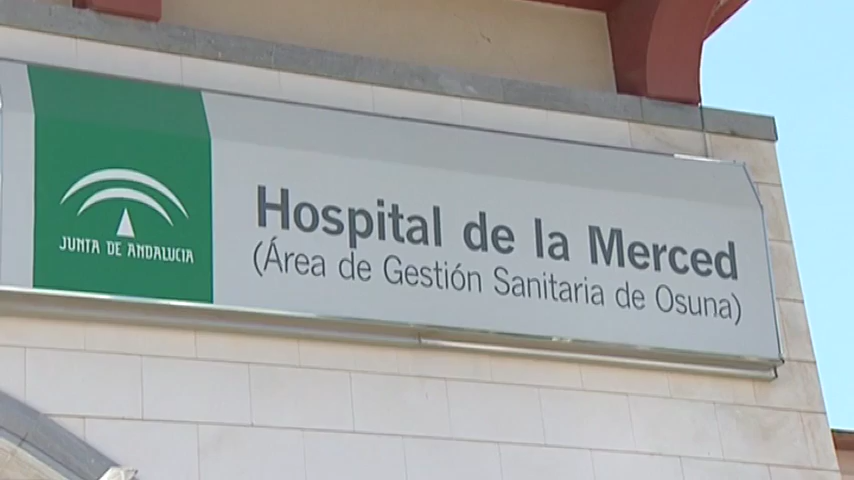 JUNTA DE ANDALUCIA
Hospital de la Merced
(Área de Gestión Sanitaria de Osuna)